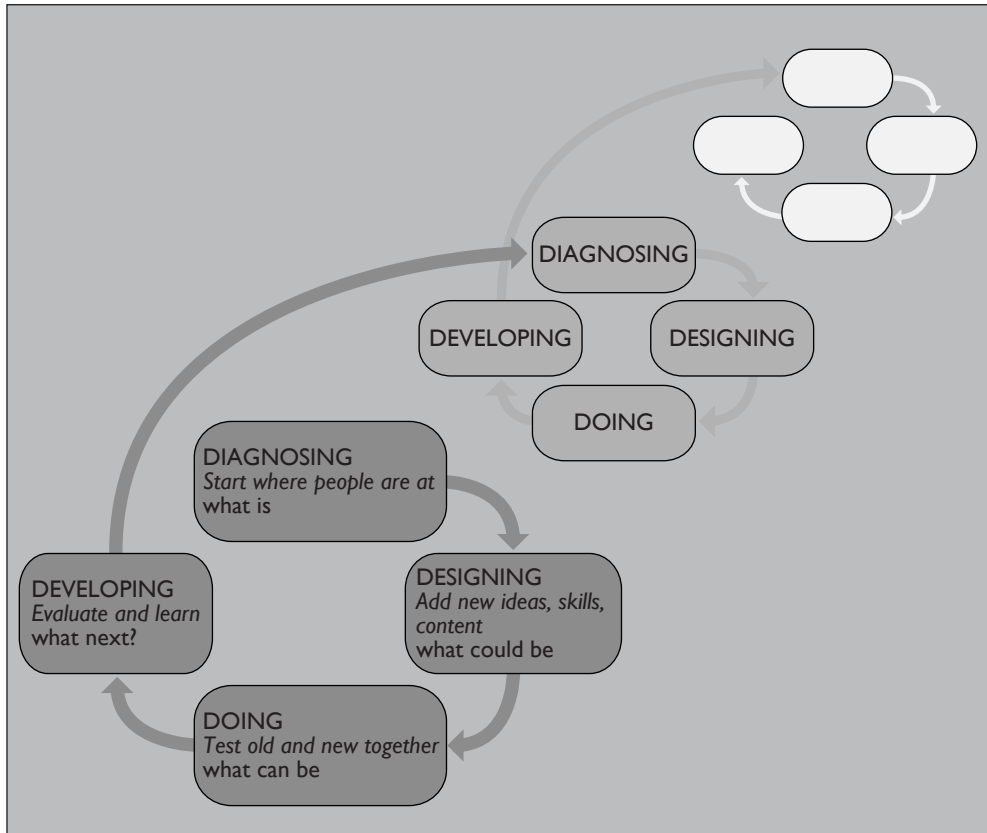 DIAGNOSING
DEVELOPING
DESIGNING
DOING
DIAGNOSING
Start where people are at
what is
DEVELOPING
Evaluate and learn
what next?
DESIGNING
Add new ideas, skills,
content
what could be
DOING
Test old and new together
what can be